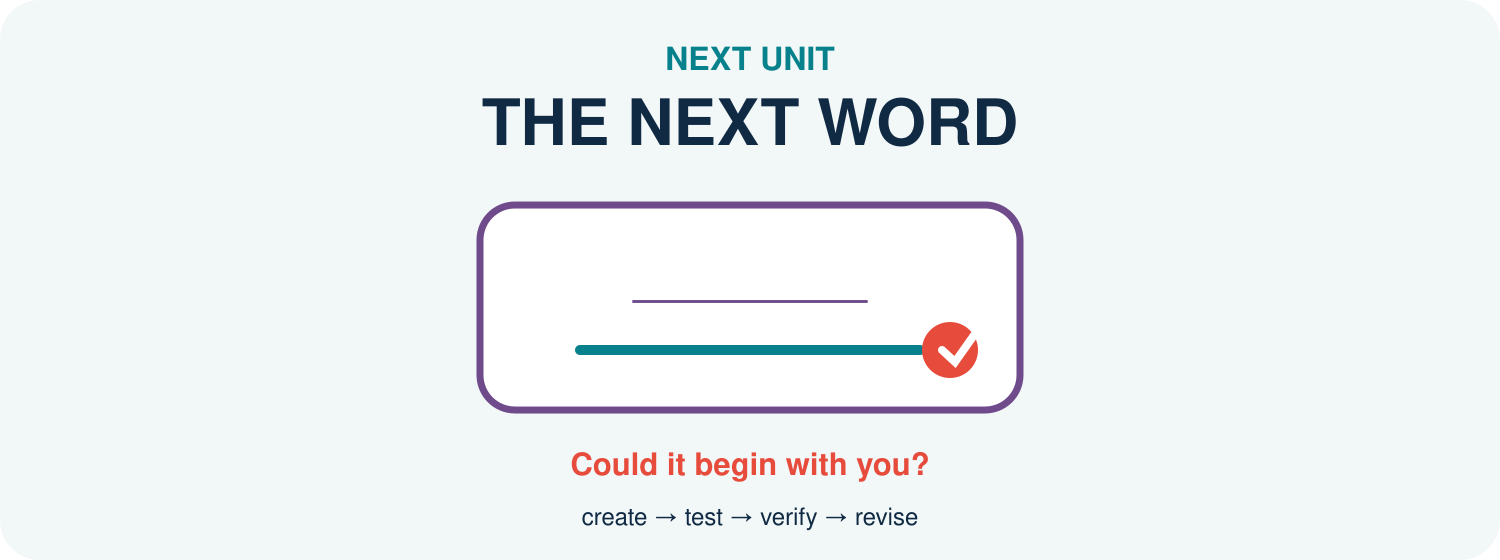 NEXT UNIT
THE NEXT WORD
Could it begin with you?
create → test → verify → revise